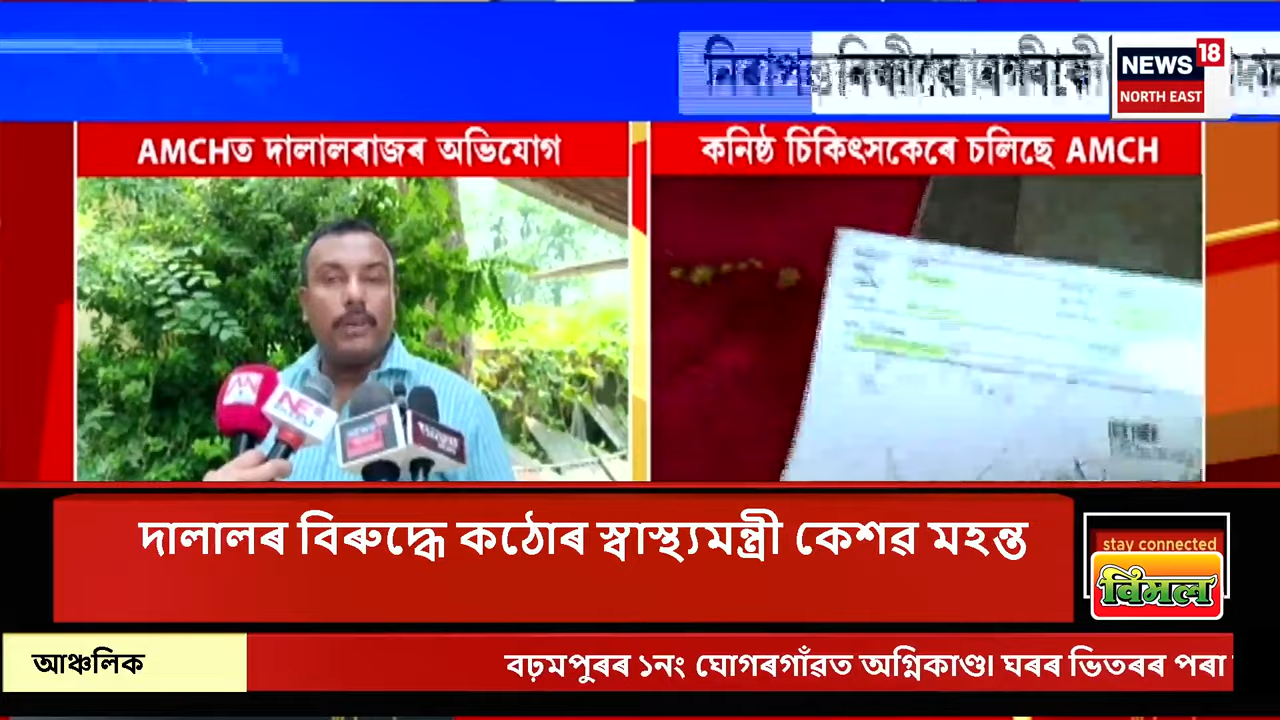 NEWS 18
NORTH EAST
AMCHত দালালৰাজৰ অভিযোগ
কনিষ্ঠ চিকিৎসকেৰে চলিছে AMCH
দালালৰ বিৰুদ্ধে কঠোৰ স্বাস্থ্যমন্ত্ৰী কেশৱ মহন্ত
stay connected
বিমল
আঞ্চলিক
বঢ়মপুৰৰ ১নং ঘোগৰগাঁৱত অগ্নিকাণ্ড। ঘৰৰ ভিতৰৰ পৰা